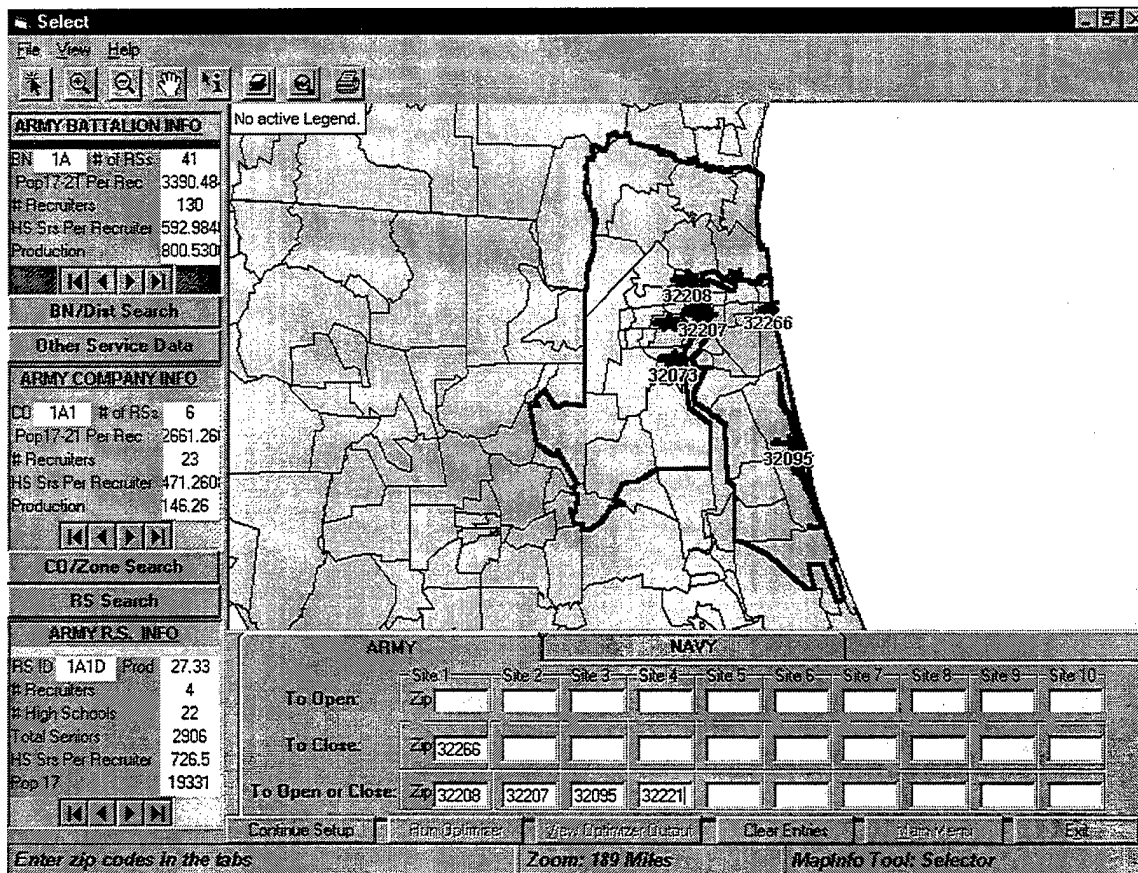 Select
File View Help
No active Legend.
ARMY BATTALION INFO
BN 1A # of RSs 41
Pop17-21 Per Rec 3390.484
# Recruiters 130
HS Srs Per Recruiter 592.984
Production 800.530
BN/Dist Search
Other Service Data
ARMY COMPANY INFO
CO 1A1 # of RSs 6
Pop17-21 Per Rec 2661.26
# Recruiters 23
HS Srs Per Recruiter 471.260
Production 146.26
CO/Zone Search
RS Search
ARMY R.S. INFO
RS ID 1A1D Prod 27.33
# Recruiters 4
# High Schools 22
Total Seniors 2906
HS Srs Per Recruiter 726.5
Pop 17 19331
32208
32207 32266
32073
32095
ARMY NAVY
Site 1 Site 2 Site 3 Site 4 Site 5 Site 6 Site 7 Site 8 Site 9 Site 10
To Open: Zip
To Close: Zip 32266
To Open or Close: Zip 32208 32207 32095 32221
Continue Setup Run Optimizer View Optimizer Output Clear Entries Main Menu Exit
Enter zip codes in the tabs Zoom: 189 Miles MapInfo Tool: Selector